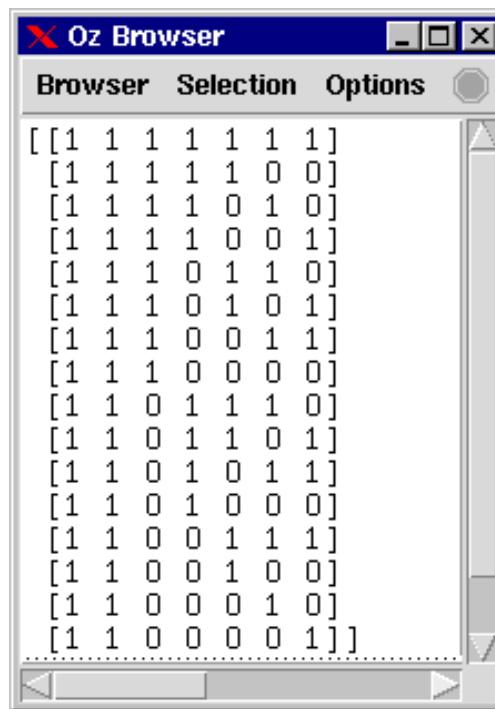 Oz Browser
Browser Selection Options
[[1 1 1 1 1 1 1]
[1 1 1 1 1 0 0]
[1 1 1 1 0 1 0]
[1 1 1 1 0 0 1]
[1 1 1 0 1 1 0]
[1 1 1 0 1 0 1]
[1 1 1 0 0 1 1]
[1 1 1 0 0 0 0]
[1 1 0 1 1 1 0]
[1 1 0 1 1 0 1]
[1 1 0 1 0 1 1]
[1 1 0 1 0 0 0]
[1 1 0 0 1 1 1]
[1 1 0 0 1 0 0]
[1 1 0 0 0 1 0]
[1 1 0 0 0 0 1]]